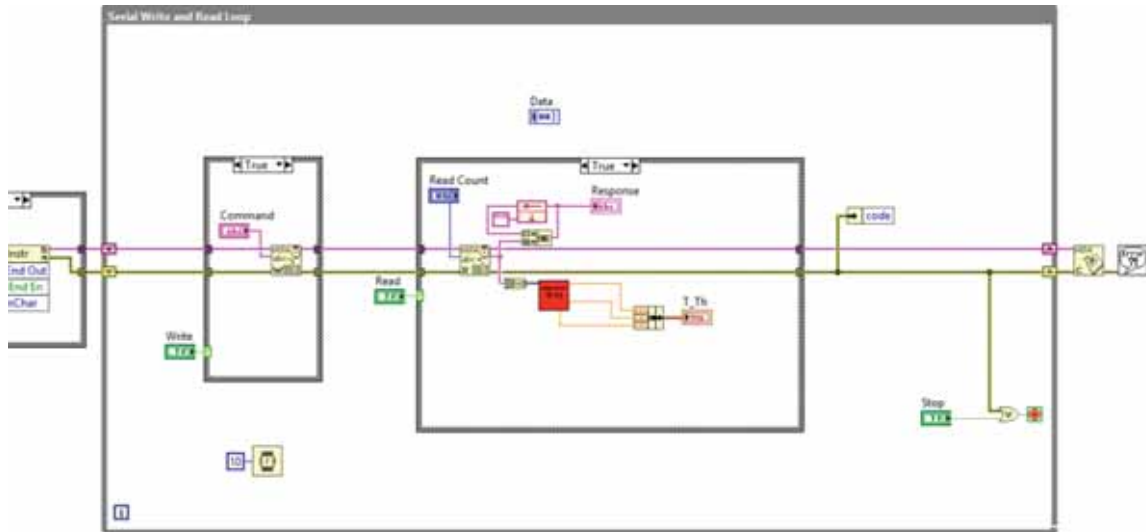 Serial Write and Read Loop
Data
True
True
Read Count
Response
Command
code
Instr
End Out
End En
nChar
Read
T_Th
Write
Stop
10
i